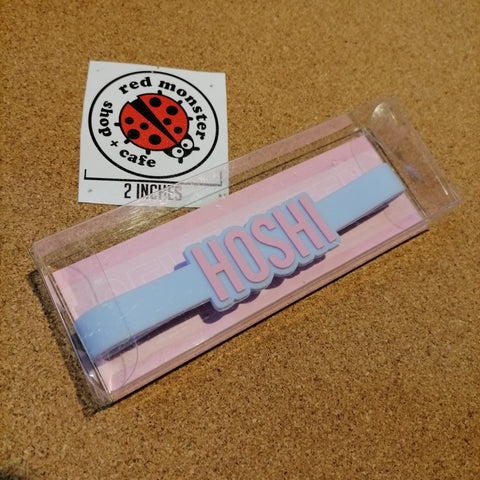 red monster
shop + cafe
2 INCHES
HOSHI